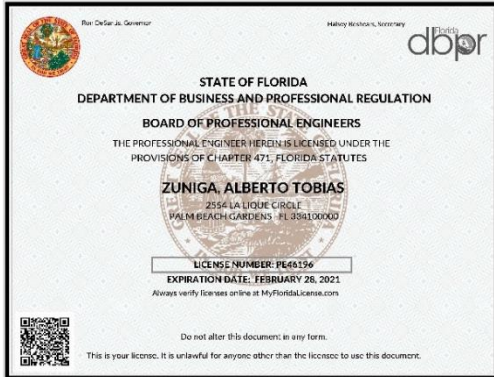 Ron DeSantis, Governor
Halsey Beshears, Secretary
Florida
dbpr
STATE OF FLORIDA
DEPARTMENT OF BUSINESS AND PROFESSIONAL REGULATION
BOARD OF PROFESSIONAL ENGINEERS
THE PROFESSIONAL ENGINEER HEREIN IS LICENSED UNDER THE
PROVISIONS OF CHAPTER 471, FLORIDA STATUTES
ZUNIGA, ALBERTO TOBIAS
2554 LA LIQUE CIRCLE
PALM BEACH GARDENS FL 334100000
LICENSE NUMBER: PE46196
EXPIRATION DATE: FEBRUARY 28, 2021
Always verify licenses online at MyFloridaLicense.com
Do not alter this document in any form.
This is your license. It is unlawful for anyone other than the licensee to use this document.